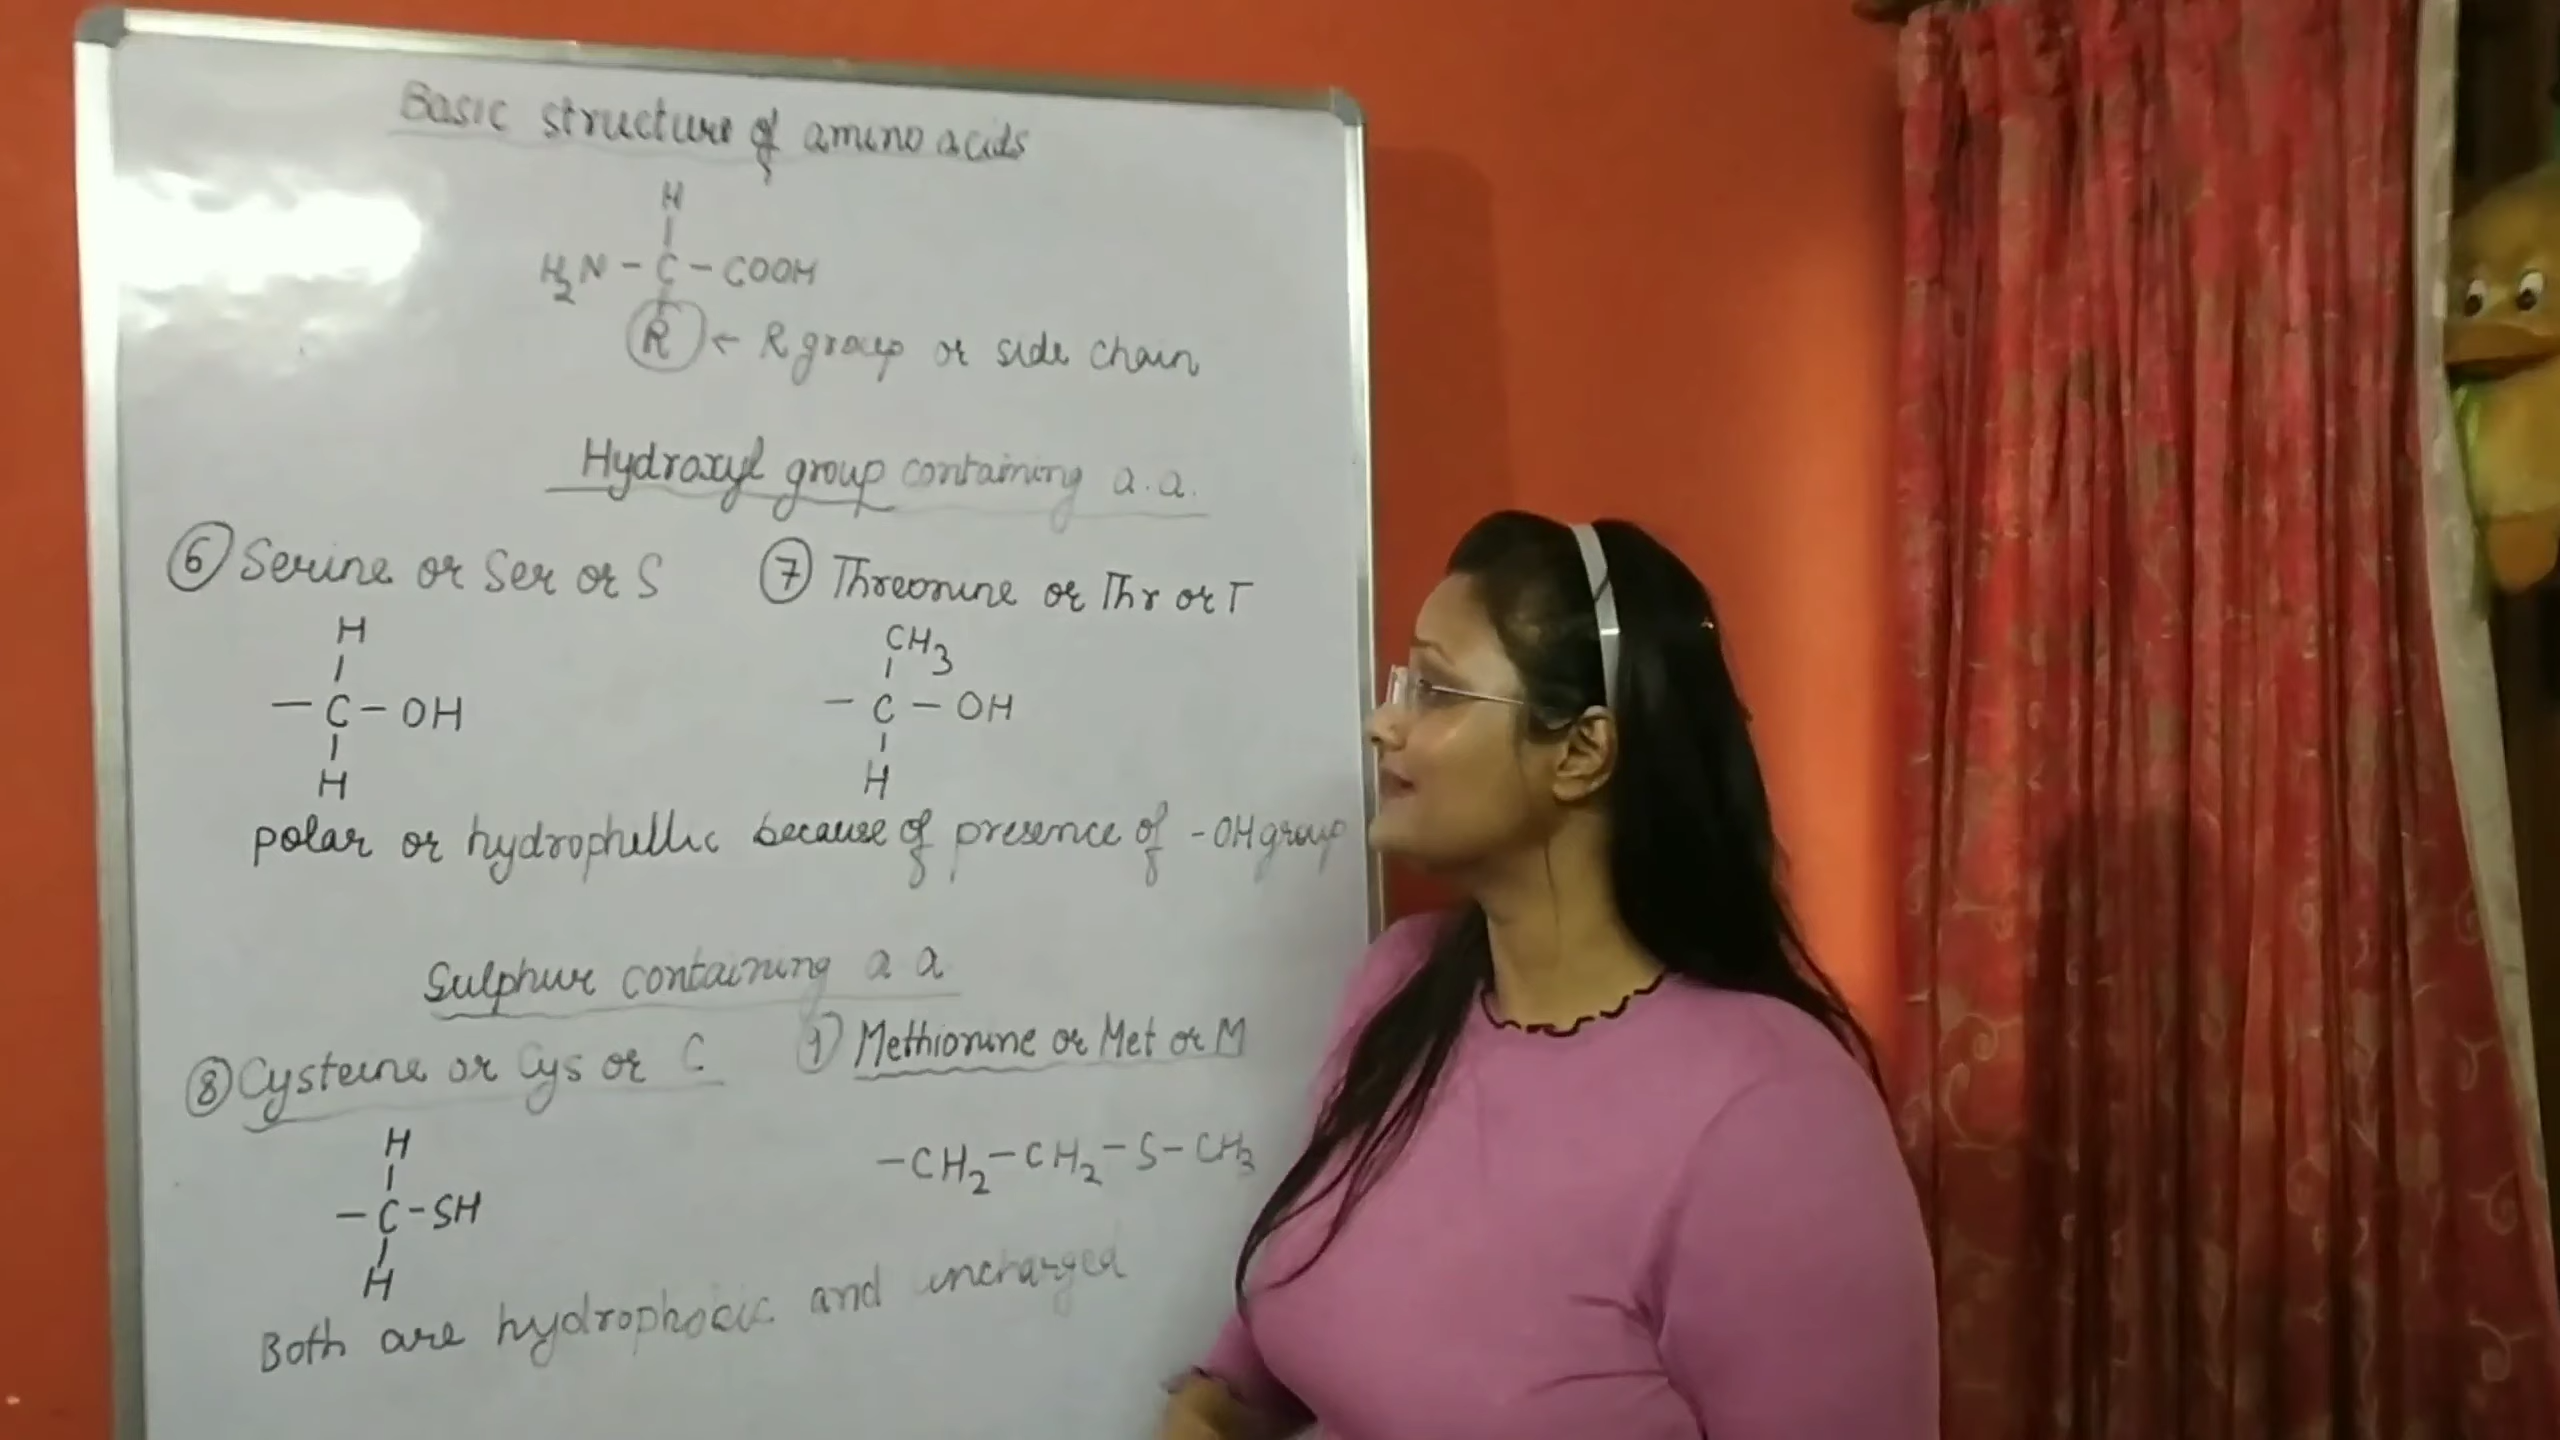 Basic structure of amino acids
H
H2N - C - COOH
R ← R group or side chain
Hydroxyl group containing a.a.
6 Serine or Ser or S
7 Threonine or Thr or T
H
- C - OH
H
CH3
- C - OH
H
polar or hydrophillic because of presence of -OH group
Sulphur containing a a
8 Cysteine or Cys or C
9 Methionine or Met or M
H
- C - SH
H
-CH2-CH2-S-CH3
Both are hydrophobic and uncharged